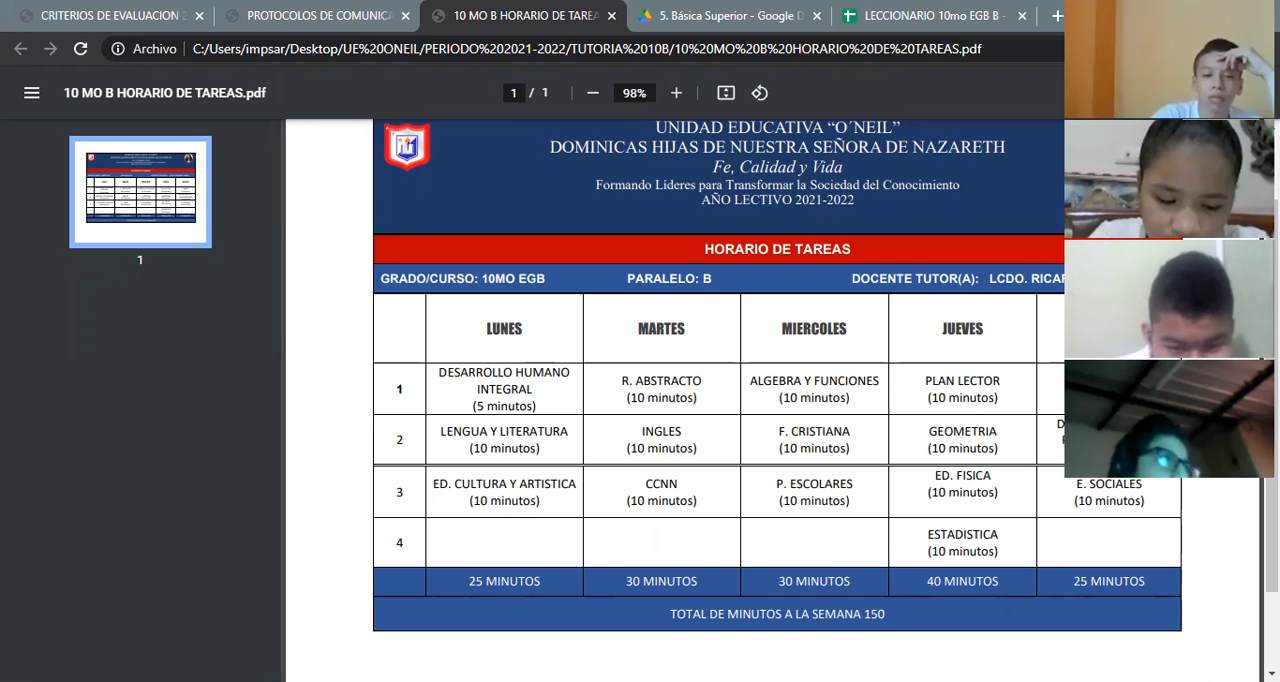 CRITERIOS DE EVALUACION 2
PROTOCOLOS DE COMUNICA
10 MO B HORARIO DE TAREA
5. Básica Superior - Google D
LECCIONARIO 10mo EGB B -
Archivo
C:/Users/impsar/Desktop/UE%20ONEIL/PERIODO%202021-2022/TUTORIA%2010B/10%20MO%20B%20HORARIO%20DE%20TAREAS.pdf
10 MO B HORARIO DE TAREAS.pdf
1 / 1
98%
1
UNIDAD EDUCATIVA “O´NEIL”
DOMINICAS HIJAS DE NUESTRA SEÑORA DE NAZARETH
Fe, Calidad y Vida
Formando Líderes para Transformar la Sociedad del Conocimiento
AÑO LECTIVO 2021-2022
HORARIO DE TAREAS
GRADO/CURSO: 10MO EGB PARALELO: B DOCENTE TUTOR(A): LCDO. RICAR
LUNES MARTES MIERCOLES JUEVES
1
DESARROLLO HUMANO
INTEGRAL
(5 minutos)
R. ABSTRACTO
(10 minutos)
ALGEBRA Y FUNCIONES
(10 minutos)
PLAN LECTOR
(10 minutos)
2
LENGUA Y LITERATURA
(10 minutos)
INGLES
(10 minutos)
F. CRISTIANA
(10 minutos)
GEOMETRIA
(10 minutos)
3
ED. CULTURA Y ARTISTICA
(10 minutos)
CCNN
(10 minutos)
P. ESCOLARES
(10 minutos)
ED. FISICA
(10 minutos)
E. SOCIALES
(10 minutos)
4
ESTADISTICA
(10 minutos)
25 MINUTOS 30 MINUTOS 30 MINUTOS 40 MINUTOS 25 MINUTOS
TOTAL DE MINUTOS A LA SEMANA 150